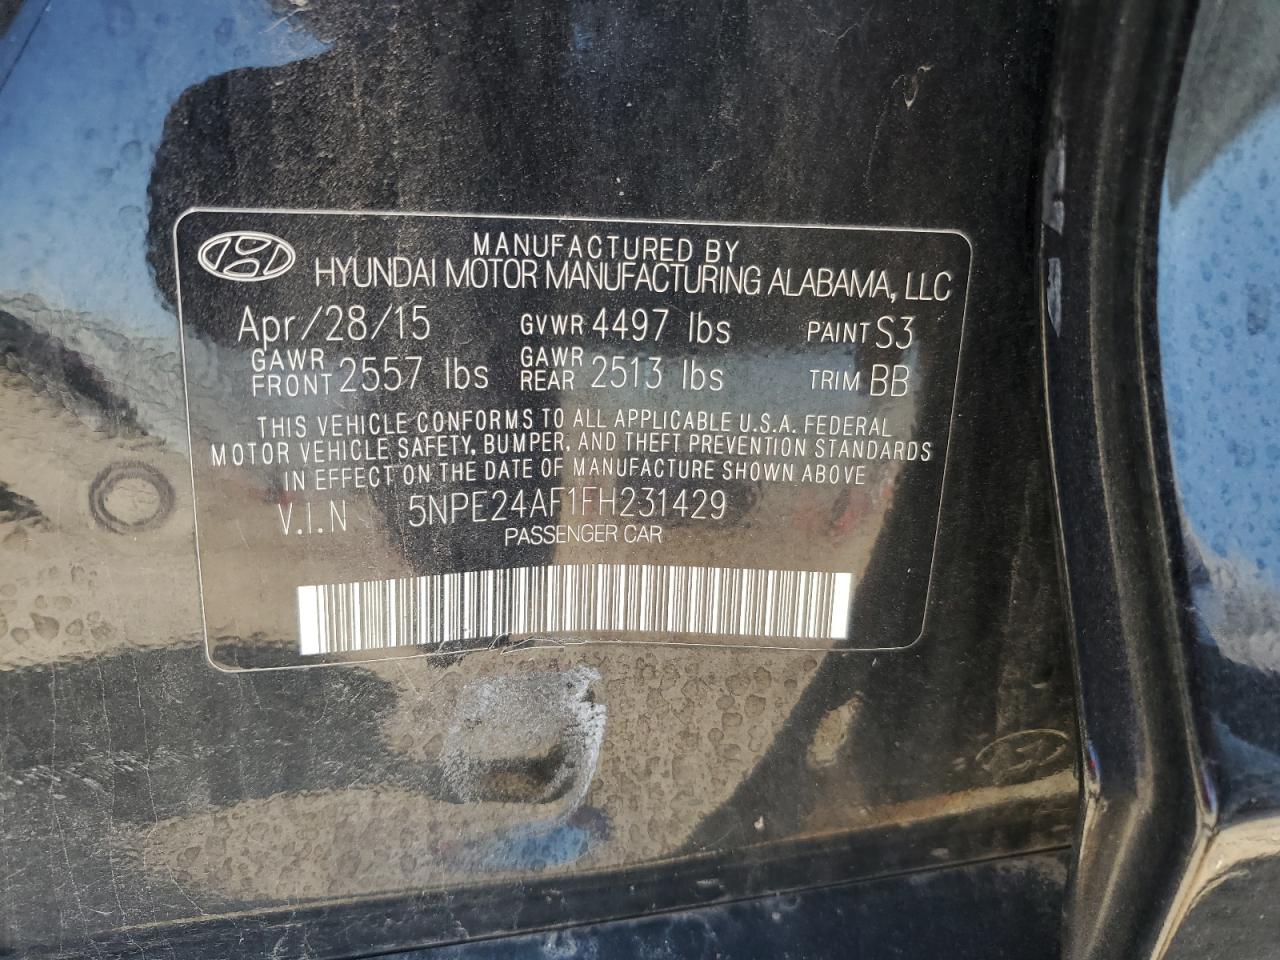 MANUFACTURED BY
HYUNDAI MOTOR MANUFACTURING ALABAMA, LLC
Apr/28/15 GVWR 4497 lbs PAINT S3
GAWR FRONT 2557 lbs GAWR REAR 2513 lbs TRIM BB
THIS VEHICLE CONFORMS TO ALL APPLICABLE U.S.A. FEDERAL
MOTOR VEHICLE SAFETY, BUMPER, AND THEFT PREVENTION STANDARDS
IN EFFECT ON THE DATE OF MANUFACTURE SHOWN ABOVE
V.I.N 5NPE24AF1FH231429
PASSENGER CAR